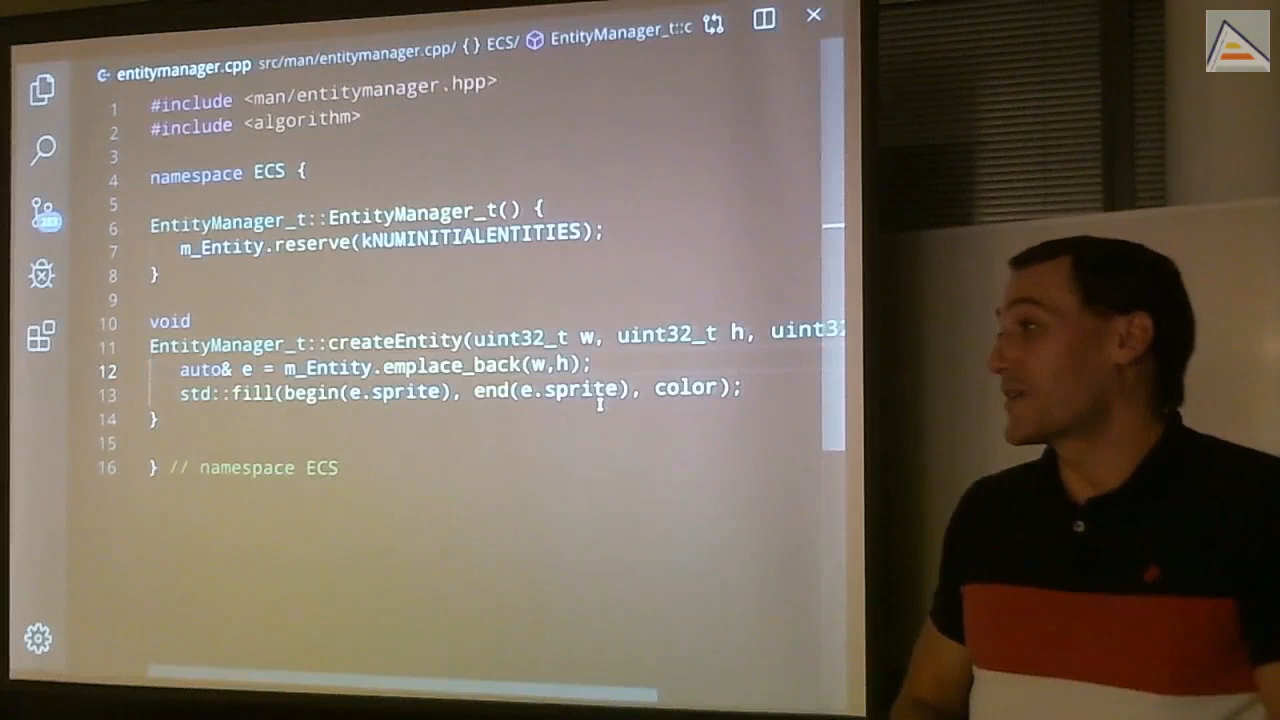 entitymanager.cpp src/man/entitymanager.cpp/ { } ECS/ EntityManager_t::c
1 #include <man/entitymanager.hpp>
2 #include <algorithm>
3
4 namespace ECS {
5
6 EntityManager_t::EntityManager_t() {
7 m_Entity.reserve(kNUMINITIALENTITIES);
8 }
9
10 void
11 EntityManager_t::createEntity(uint32_t w, uint32_t h, uint32
12 auto& e = m_Entity.emplace_back(w,h);
13 std::fill(begin(e.sprite), end(e.sprite), color);
14 }
15
16 } // namespace ECS